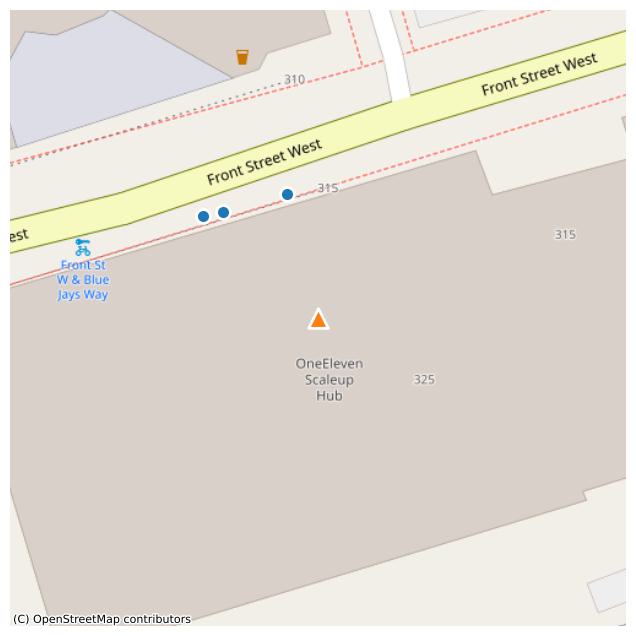 310
Front Street West
Front Street West
315
est
Front St
W & Blue
Jays Way
315
OneEleven
Scaleup
Hub
325
(C) OpenStreetMap contributors